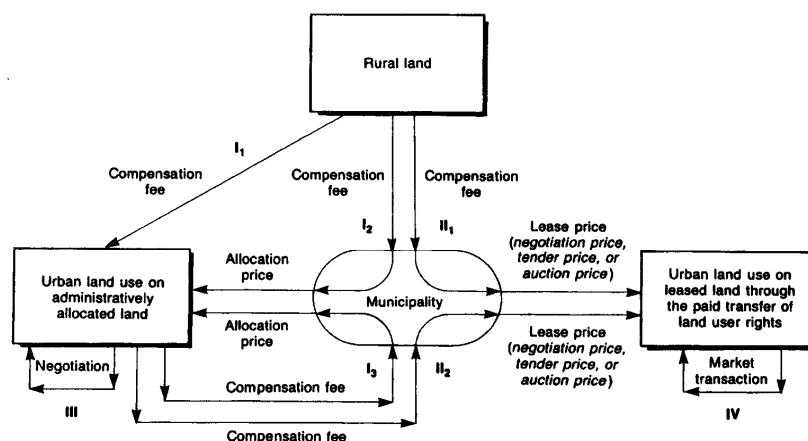 Rural land
I₁
Compensation
fee
Compensation
fee
Compensation
fee
I₂
II₁
Lease price
(negotiation price,
tender price, or
auction price)
Allocation
price
Urban land use on
administratively
allocated land
Municipality
Urban land use on
leased land through
the paid transfer of
land user rights
Allocation
price
Lease price
(negotiation price,
tender price, or
auction price)
I₃
II₂
Negotiation
III
Compensation fee
Compensation fee
Market
transaction
IV